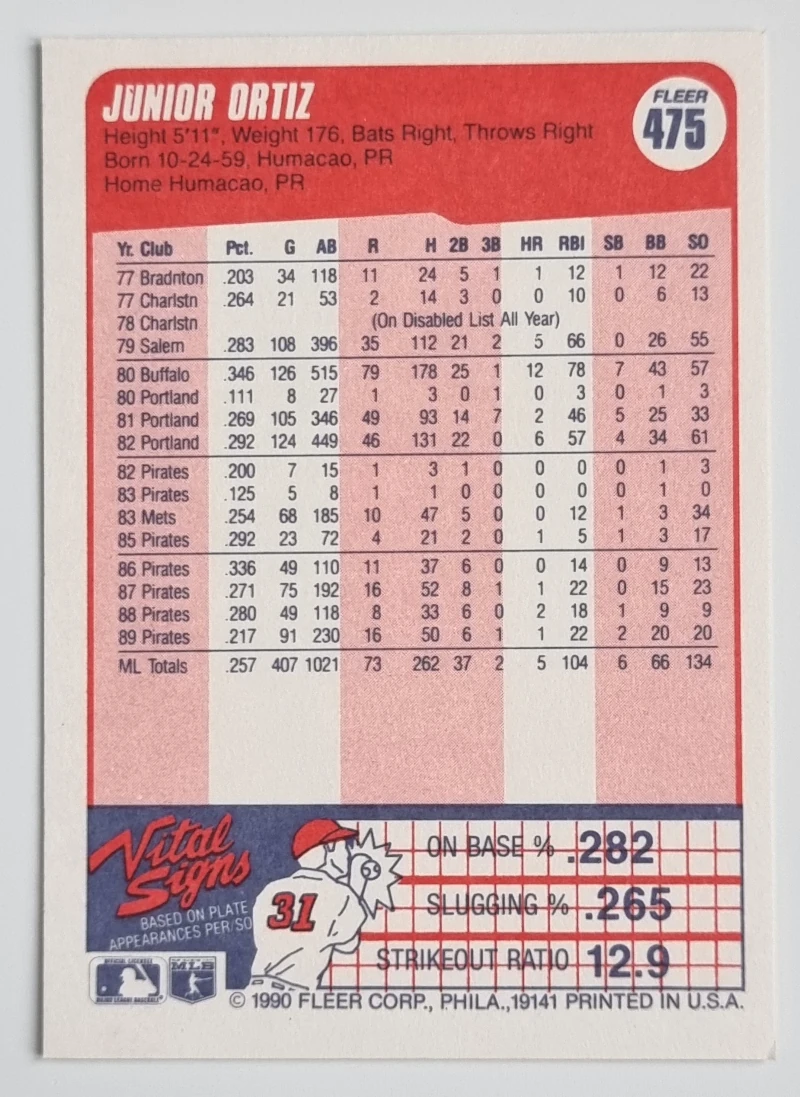 JUNIOR ORTIZ
FLEER
475
Height 5'11", Weight 176, Bats Right, Throws Right
Born 10-24-59, Humacao, PR
Home Humacao, PR
Yr. Club Pct. G AB R H 2B 3B HR RBI SB BB SO
77 Bradnton .203 34 118 11 24 5 1 1 12 1 12 22
77 Charlstn .264 21 53 2 14 3 0 0 10 0 6 13
78 Charlstn (On Disabled List All Year)
79 Salem .283 108 396 35 112 21 2 5 66 0 26 55
80 Buffalo .346 126 515 79 178 25 1 12 78 7 43 57
80 Portland .111 8 27 1 3 0 1 0 3 0 1 3
81 Portland .269 105 346 49 93 14 7 2 46 5 25 33
82 Portland .292 124 449 46 131 22 0 6 57 4 34 61
82 Pirates .200 7 15 1 3 1 0 0 0 0 1 3
83 Pirates .125 5 8 1 1 0 0 0 0 0 1 0
83 Mets .254 68 185 10 47 5 0 0 12 1 3 34
85 Pirates .292 23 72 4 21 2 0 1 5 1 3 17
86 Pirates .336 49 110 11 37 6 0 0 14 0 9 13
87 Pirates .271 75 192 16 52 8 1 1 22 0 15 23
88 Pirates .280 49 118 8 33 6 0 2 18 1 9 9
89 Pirates .217 91 230 16 50 6 1 1 22 2 20 20
ML Totals .257 407 1021 73 262 37 2 5 104 6 66 134
Vital
Signs
BASED ON PLATE
APPEARANCES PER/SO
31
ON BASE % .282
SLUGGING % .265
STRIKEOUT RATIO 12.9
OFFICIAL LICENSEE
MAJOR LEAGUE BASEBALL
MLB
© 1990 FLEER CORP., PHILA.,19141 PRINTED IN U.S.A.